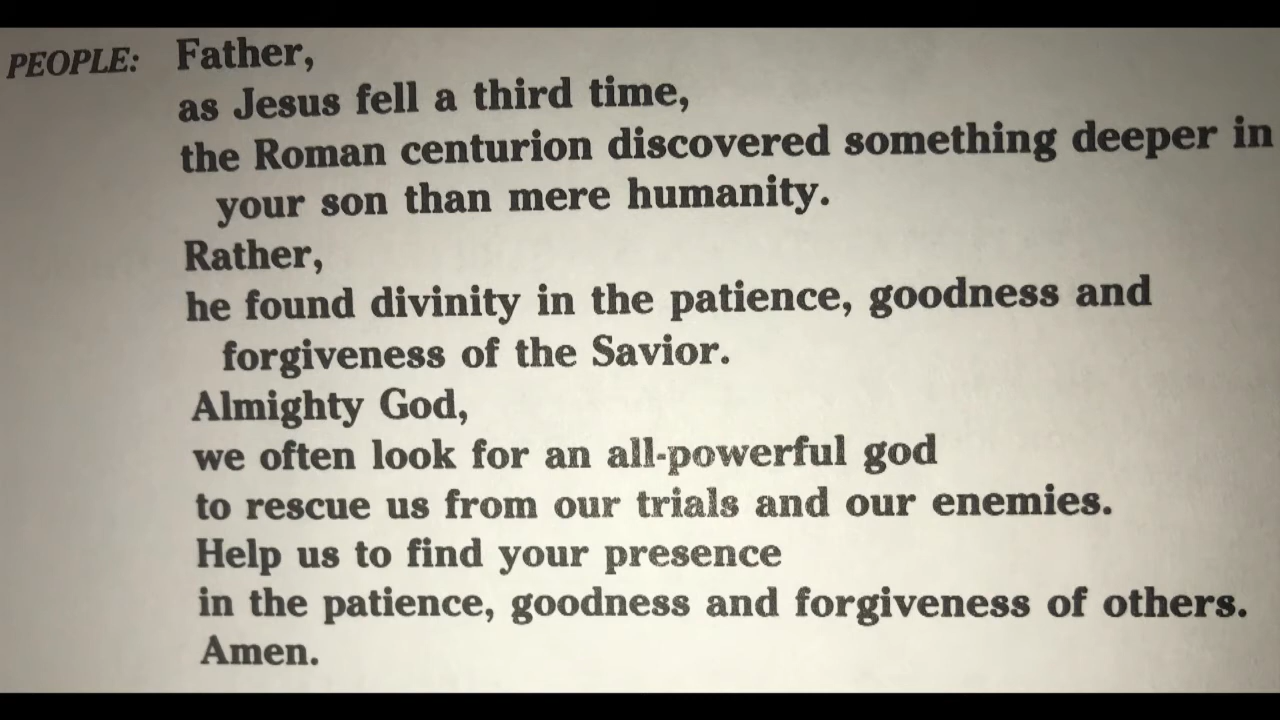 PEOPLE: Father,
as Jesus fell a third time,
the Roman centurion discovered something deeper in
your son than mere humanity.
Rather,
he found divinity in the patience, goodness and
forgiveness of the Savior.
Almighty God,
we often look for an all-powerful god
to rescue us from our trials and our enemies.
Help us to find your presence
in the patience, goodness and forgiveness of others.
Amen.